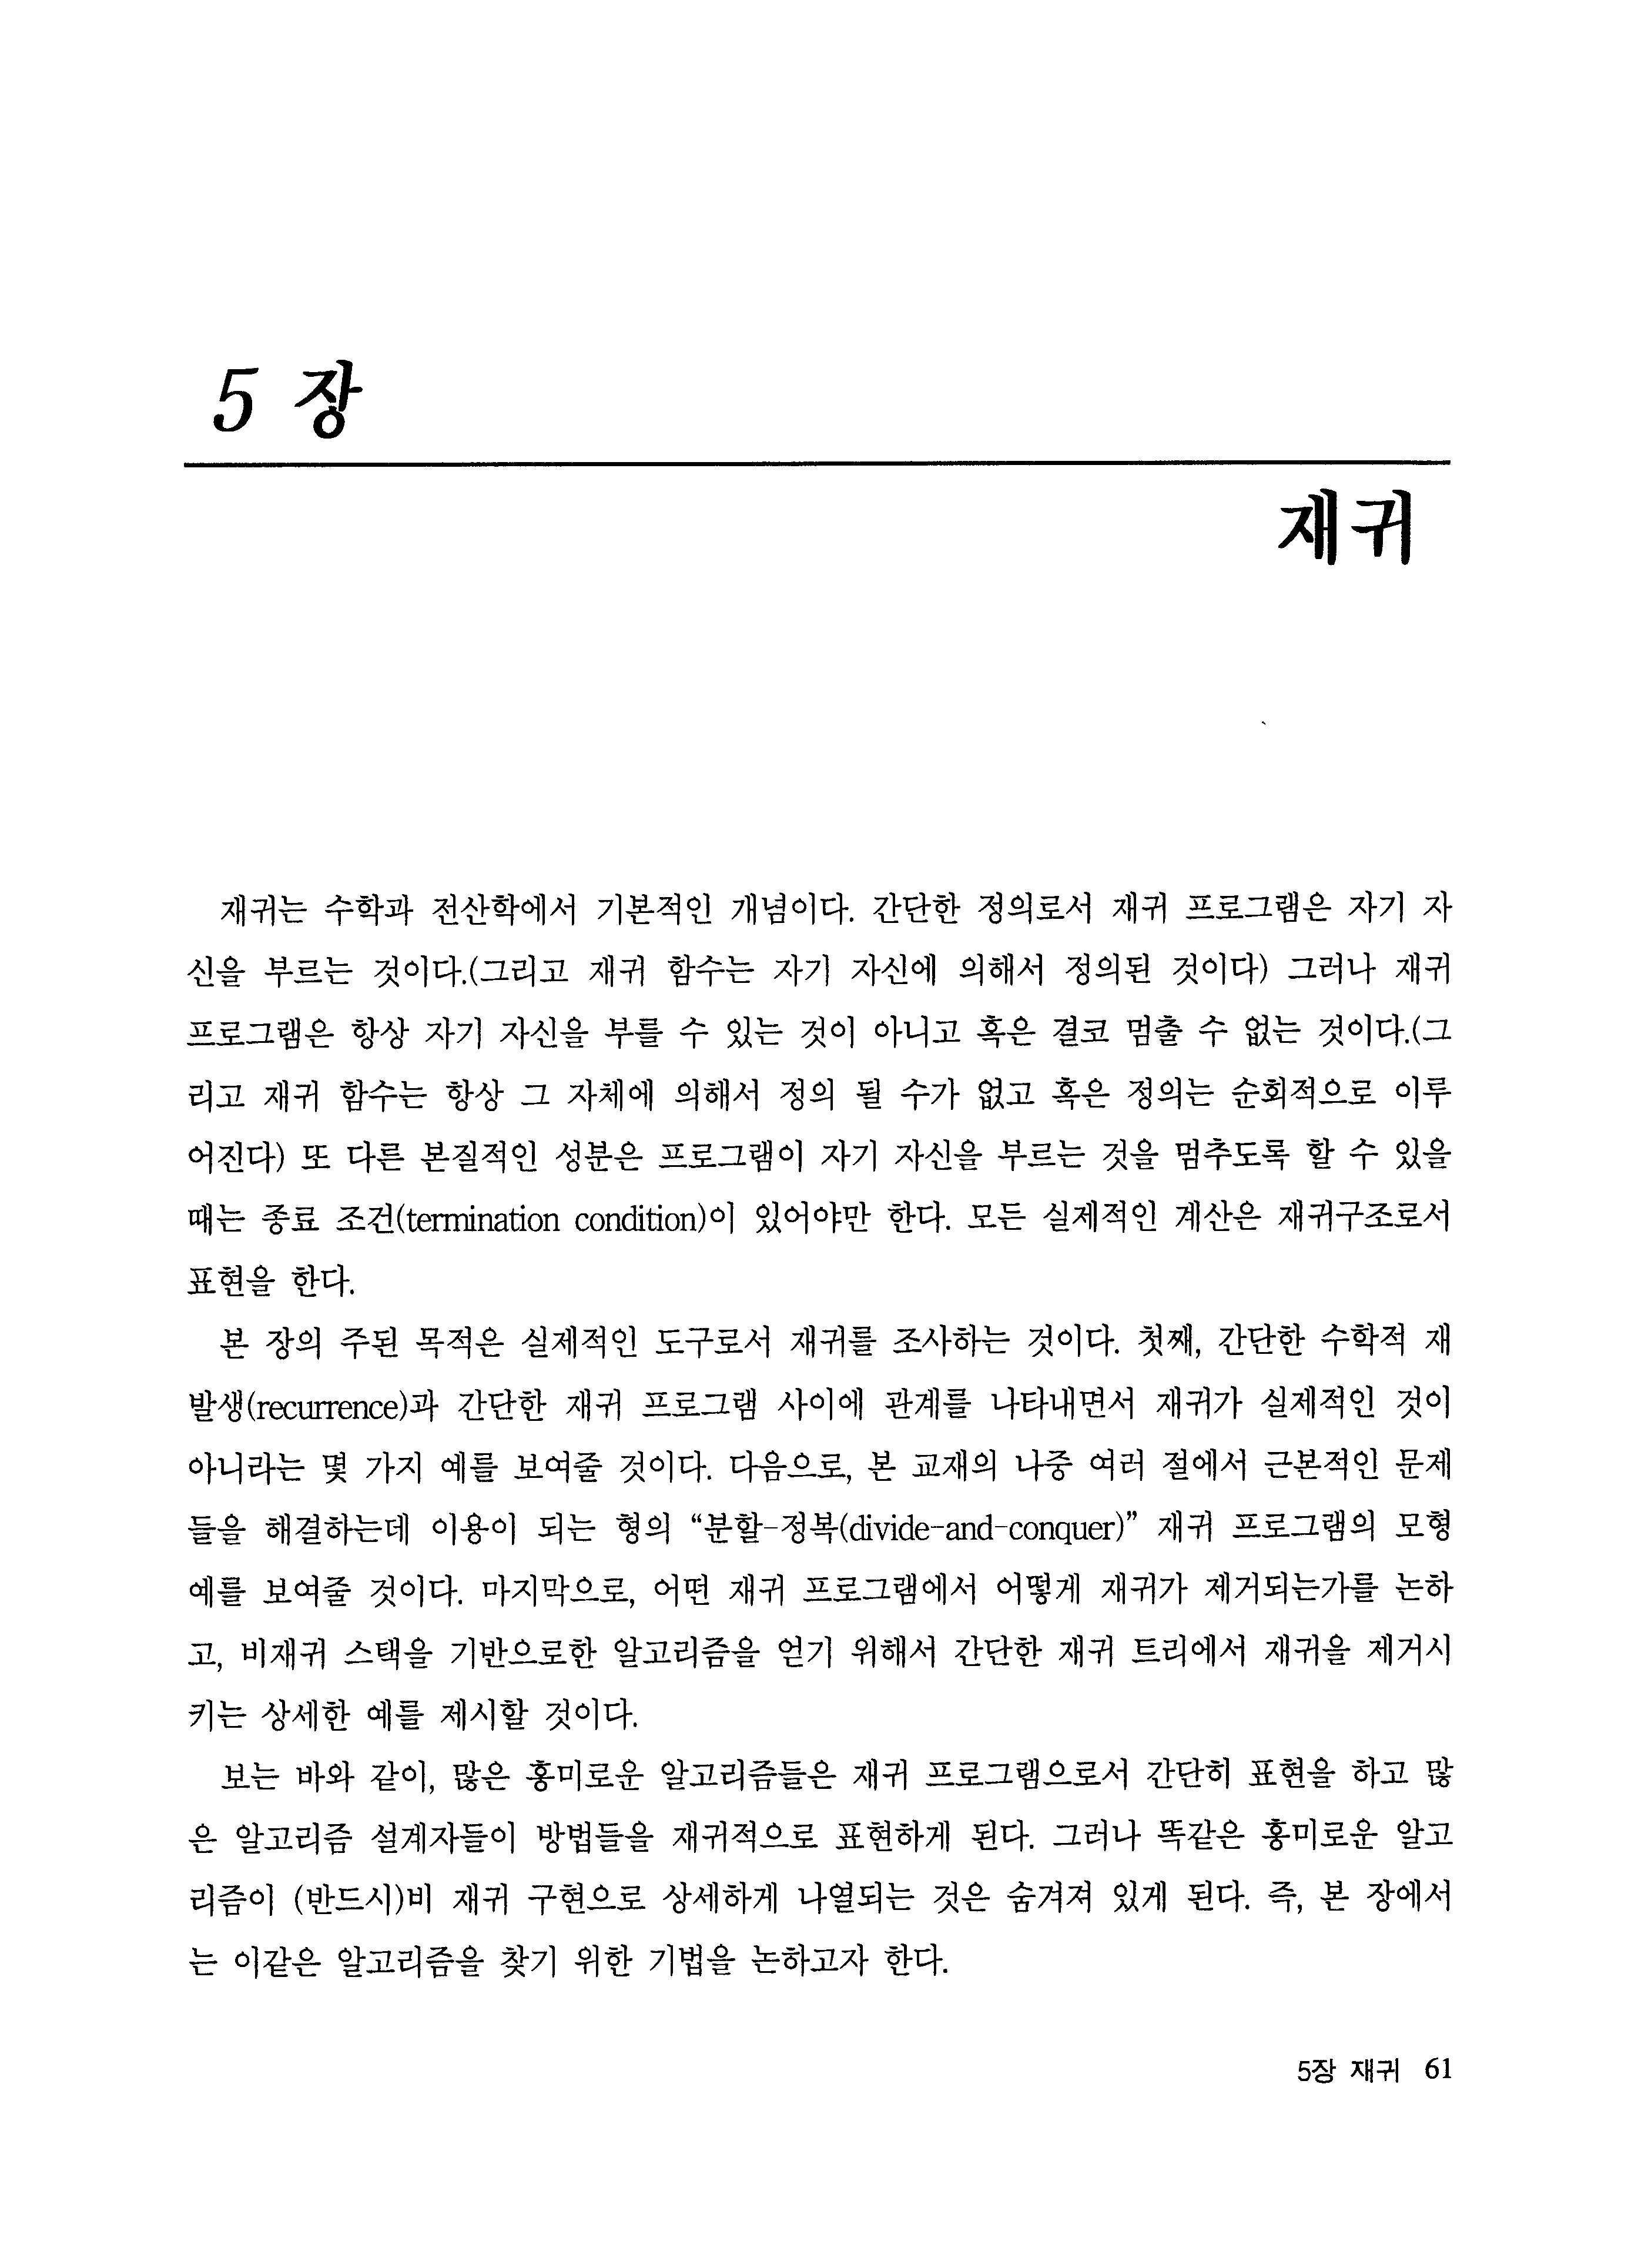 5 장
재귀
재귀는 수학과 전산학에서 기본적인 개념이다. 간단한 정의로서 재귀 프로그램은 자기 자
신을 부르는 것이다.(그리고 재귀 함수는 자기 자신에 의해서 정의된 것이다) 그러나 재귀
프로그램은 항상 자기 자신을 부를 수 있는 것이 아니고 혹은 결코 멈출 수 없는 것이다.(그
리고 재귀 함수는 항상 그 자체에 의해서 정의 될 수가 없고 혹은 정의는 순회적으로 이루
어진다) 또 다른 본질적인 성분은 프로그램이 자기 자신을 부르는 것을 멈추도록 할 수 있을
때는 종료 조건(termination condition)이 있어야만 한다. 모든 실제적인 계산은 재귀구조로서
표현을 한다.
본 장의 주된 목적은 실제적인 도구로서 재귀를 조사하는 것이다. 첫째, 간단한 수학적 재
발생(recurrence)과 간단한 재귀 프로그램 사이에 관계를 나타내면서 재귀가 실제적인 것이
아니라는 몇 가지 예를 보여줄 것이다. 다음으로, 본 교재의 나중 여러 절에서 근본적인 문제
들을 해결하는데 이용이 되는 형의 “분할-정복(divide-and-conquer)” 재귀 프로그램의 모형
예를 보여줄 것이다. 마지막으로, 어떤 재귀 프로그램에서 어떻게 재귀가 제거되는가를 논하
고, 비재귀 스택을 기반으로한 알고리즘을 얻기 위해서 간단한 재귀 트리에서 재귀을 제거시
키는 상세한 예를 제시할 것이다.
보는 바와 같이, 많은 흥미로운 알고리즘들은 재귀 프로그램으로서 간단히 표현을 하고 많
은 알고리즘 설계자들이 방법들을 재귀적으로 표현하게 된다. 그러나 똑같은 흥미로운 알고
리즘이 (반드시)비 재귀 구현으로 상세하게 나열되는 것은 숨겨져 있게 된다. 즉, 본 장에서
는 이같은 알고리즘을 찾기 위한 기법을 논하고자 한다.
5장 재귀 61